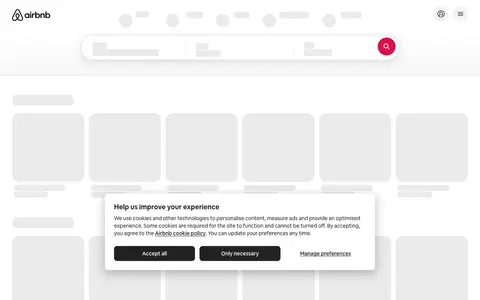 airbnb
Help us improve your experience
We use cookies and other technologies to personalise content, measure ads and provide an optimised
experience. Some cookies are required for the site to function and cannot be turned off. By accepting,
you agree to the Airbnb cookie policy. You can update your preferences any time.
Accept all
Only necessary
Manage preferences